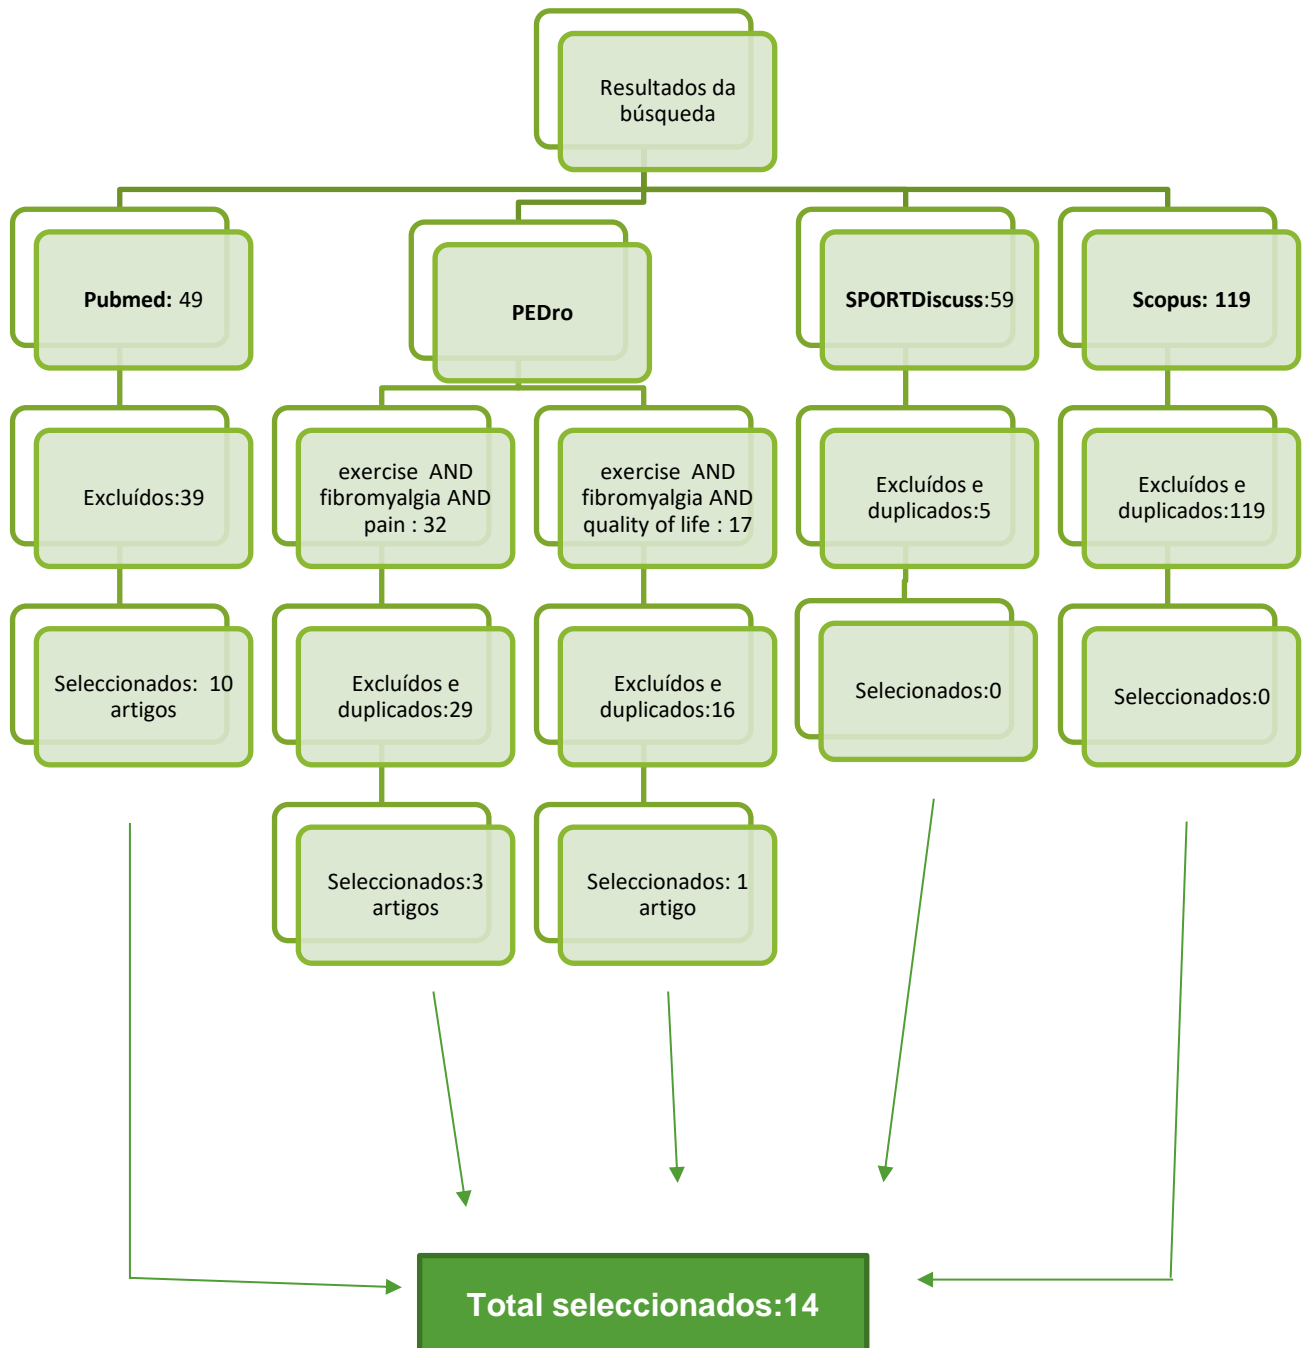 Resultados da
búsqueda
Pubmed: 49
PEDro
SPORTDiscuss:59
Scopus: 119
Excluídos:39
exercise AND
fibromyalgia AND
pain : 32
exercise AND
fibromyalgia AND
quality of life : 17
Excluídos e
duplicados:5
Excluídos e
duplicados:119
Seleccionados: 10
artigos
Excluídos e
duplicados:29
Excluídos e
duplicados:16
Selecionados:0
Seleccionados:0
Seleccionados:3
artigos
Seleccionados: 1
artigo
Total seleccionados:14